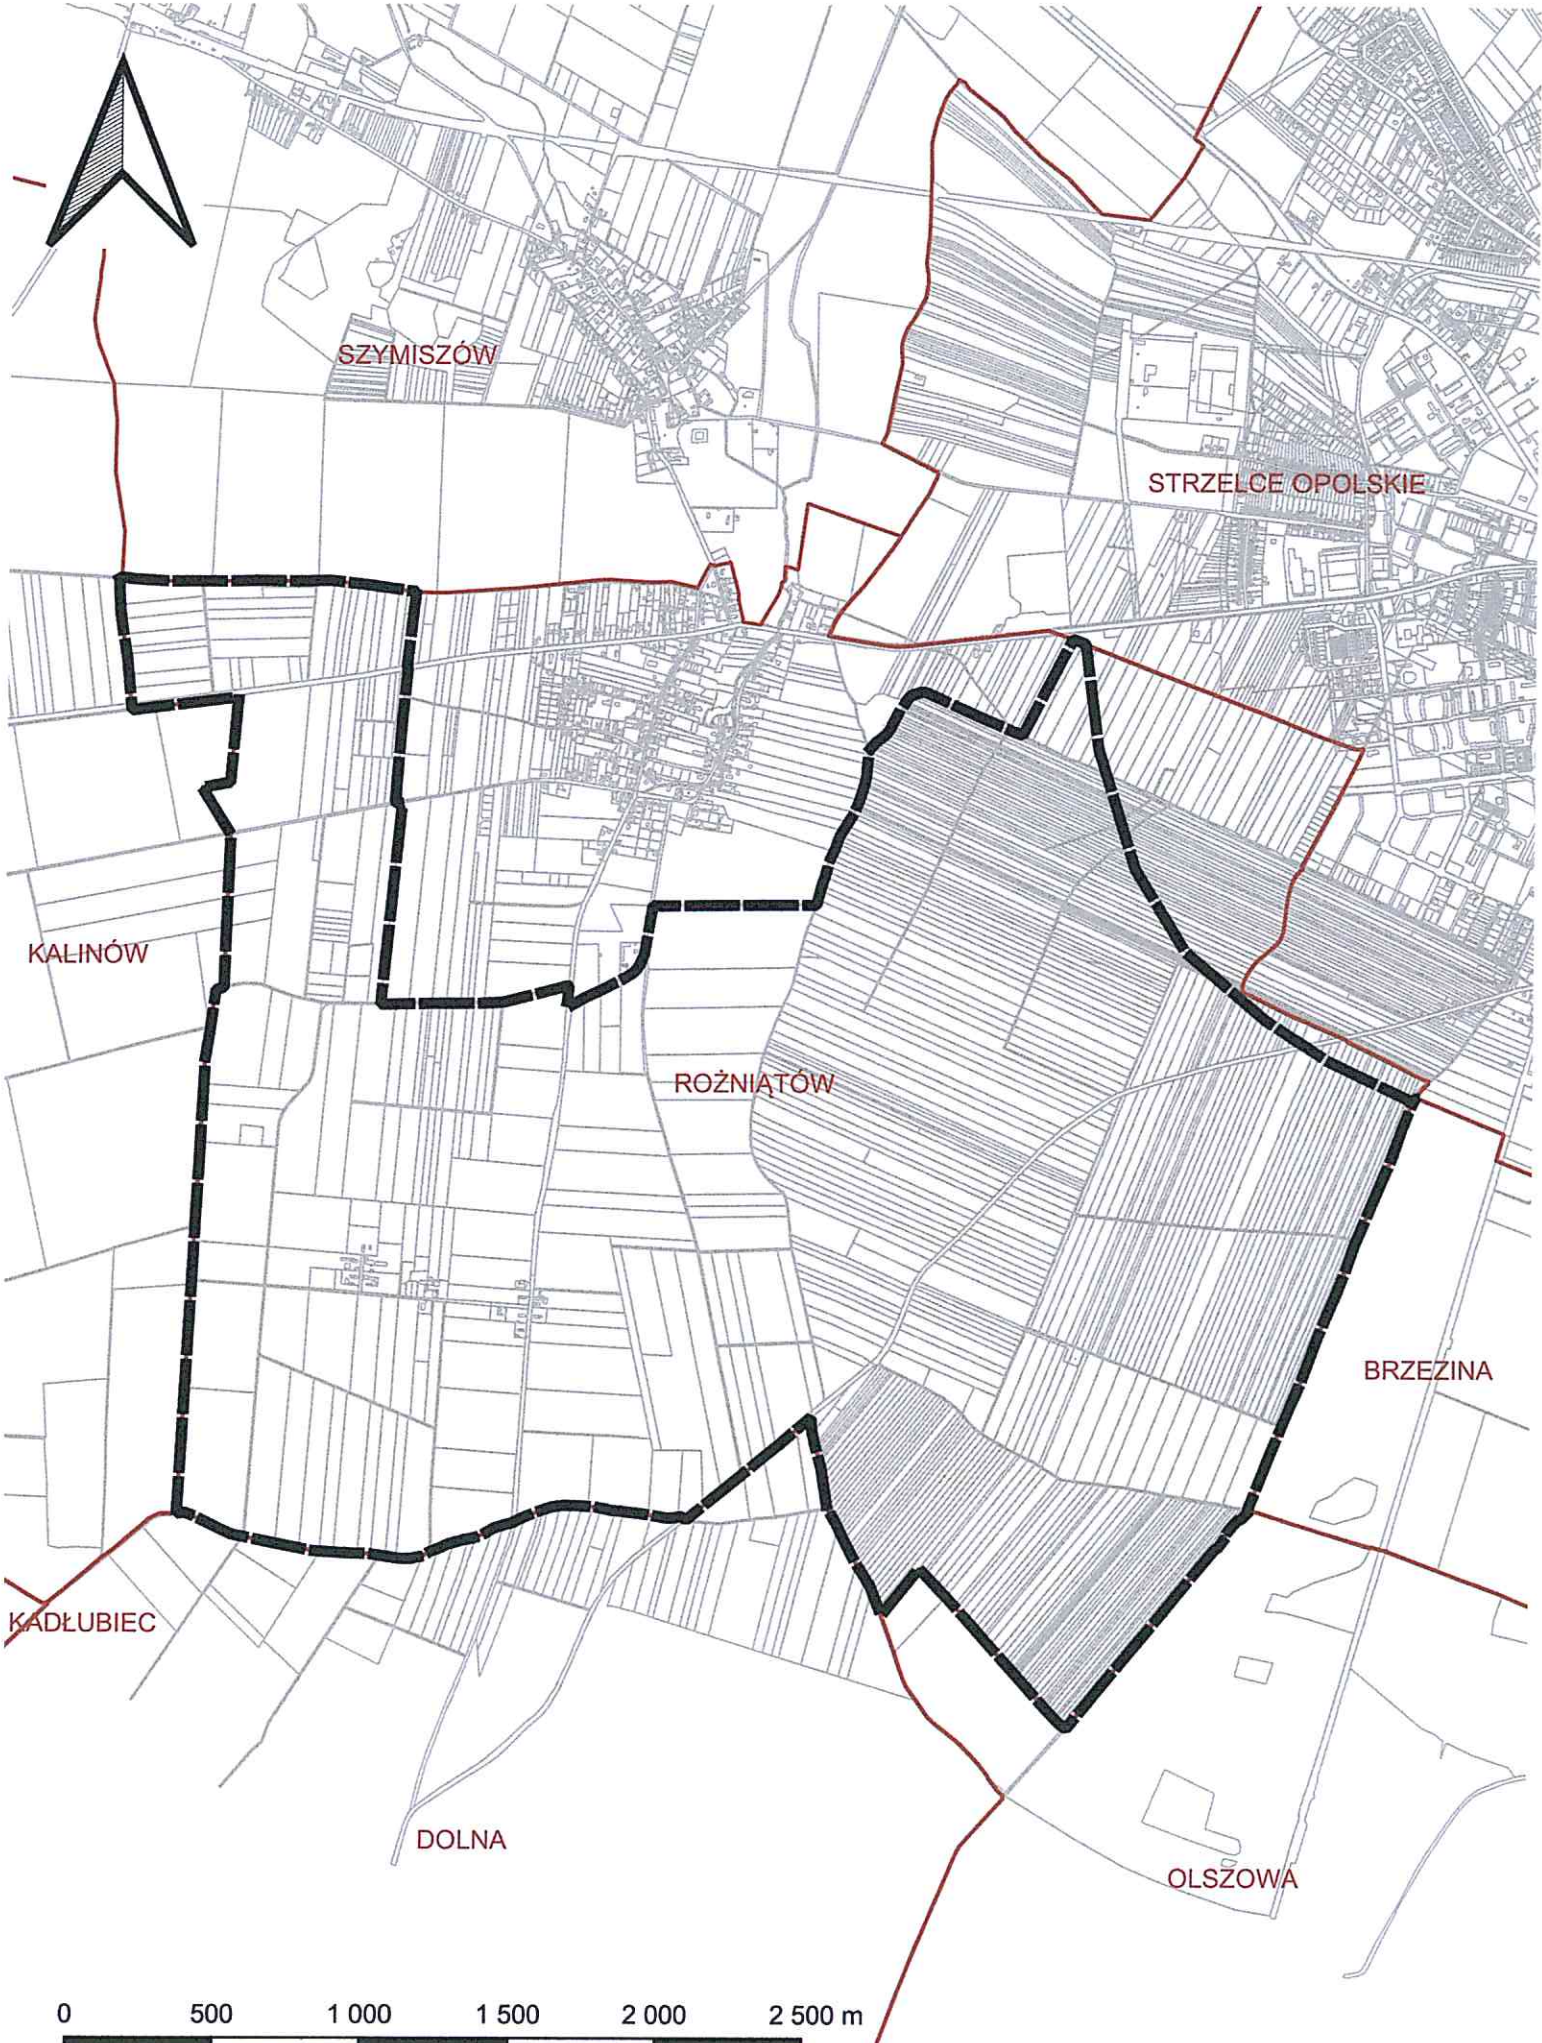 SZYMISZÓW
STRZELCE OPOLSKIE
KALINÓW
ROŻNIĄTÓW
BRZEZINA
KADŁUBIEC
DOLNA
OLSZOWA
0 500 1 000 1 500 2 000 2 500 m